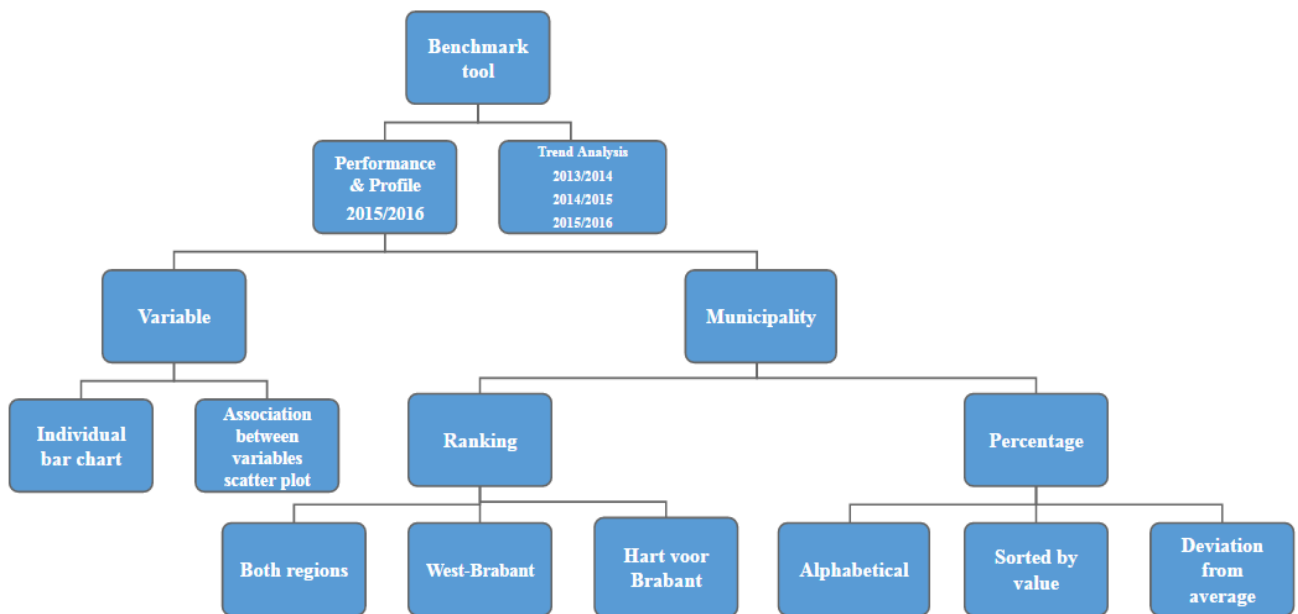 Benchmark
tool
Performance
& Profile
2015/2016
Trend Analysis
2013/2014
2014/2015
2015/2016
Variable
Municipality
Individual
bar chart
Association
between
variables
scatter plot
Ranking
Percentage
Both regions
West-Brabant
Hart voor
Brabant
Alphabetical
Sorted by
value
Deviation
from
average